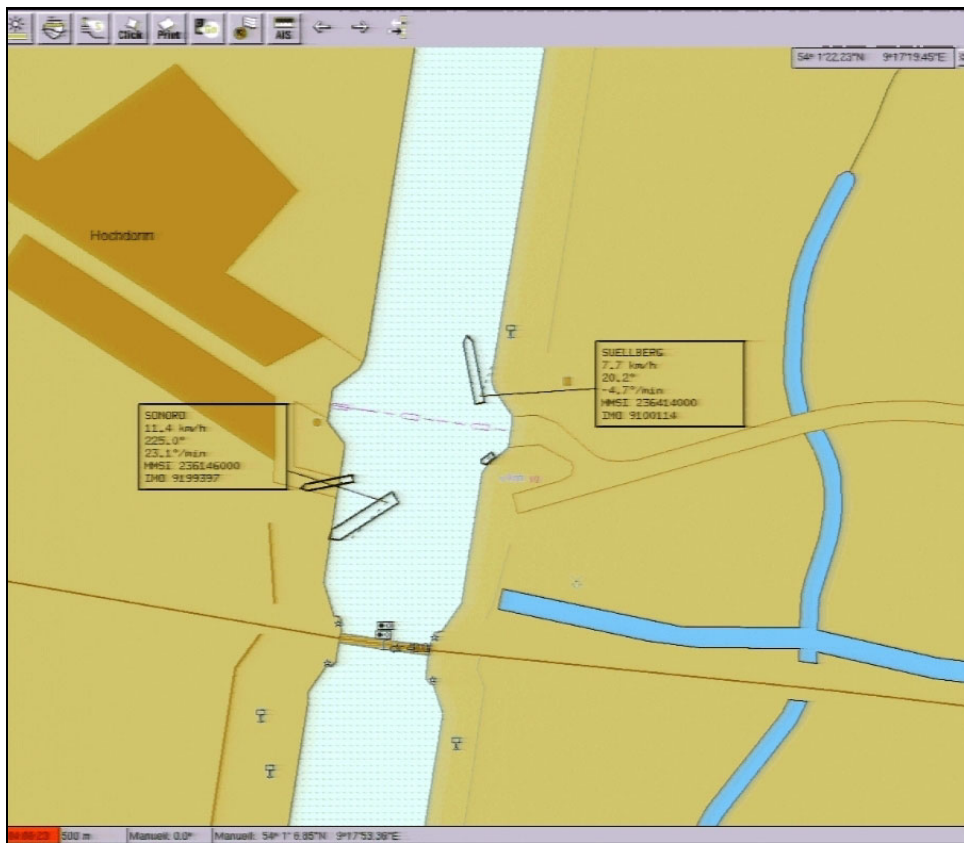 Click
Print
AIS
54° 1'22.23"N 9°17'19.45"E
Hochdonn
SUELLBERG
7.7 km/h
20.2°
-4.7°/min
MMSI 236414000
IMO 9100114
SONORO
11.4 km/h
225.0°
23.1°/min
MMSI 236146000
IMO 9199397
500 m
Manuell: 0.0°
Manuell: 54° 1' 6.85"N 9°17'53.36"E